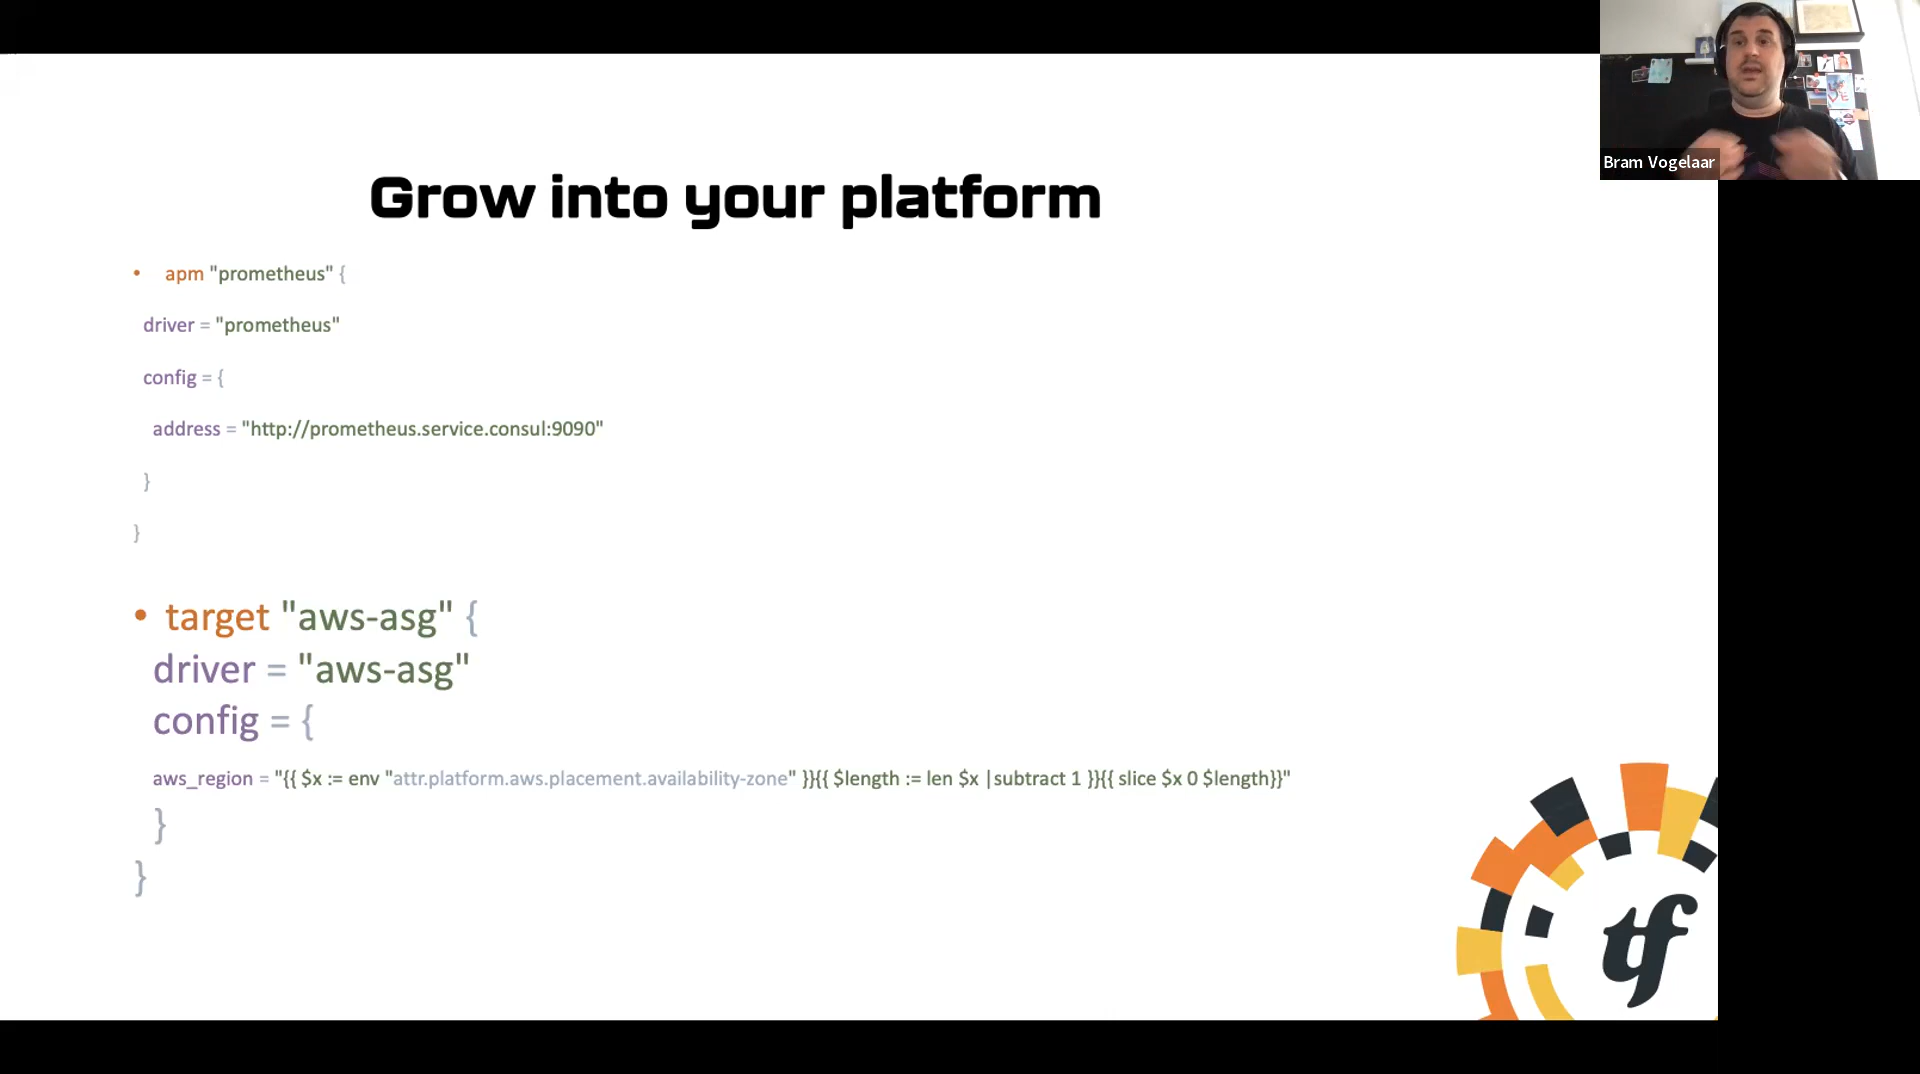 Bram Vogelaar
Grow into your platform
• apm "prometheus" {
driver = "prometheus"
config = {
address = "http://prometheus.service.consul:9090"
}
}
• target "aws-asg" {
driver = "aws-asg"
config = {
aws_region = "{{ $x := env "attr.platform.aws.placement.availability-zone" }}{{ $length := len $x |subtract 1 }}{{ slice $x 0 $length}}"
}
}
tf